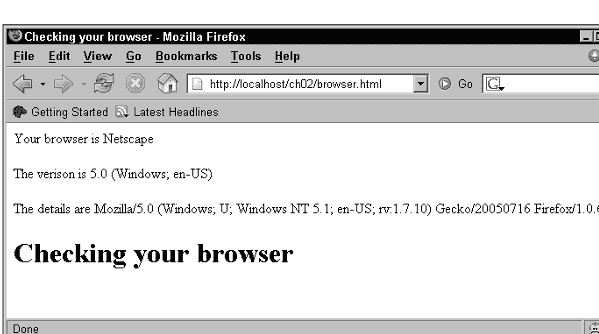 Checking your browser - Mozilla Firefox
File Edit View Go Bookmarks Tools Help
http://localhost/ch02/browser.html Go G
Getting Started Latest Headlines
Your browser is Netscape
The verison is 5.0 (Windows; en-US)
The details are Mozilla/5.0 (Windows; U; Windows NT 5.1; en-US; rv:1.7.10) Gecko/20050716 Firefox/1.0.6
Checking your browser
Done